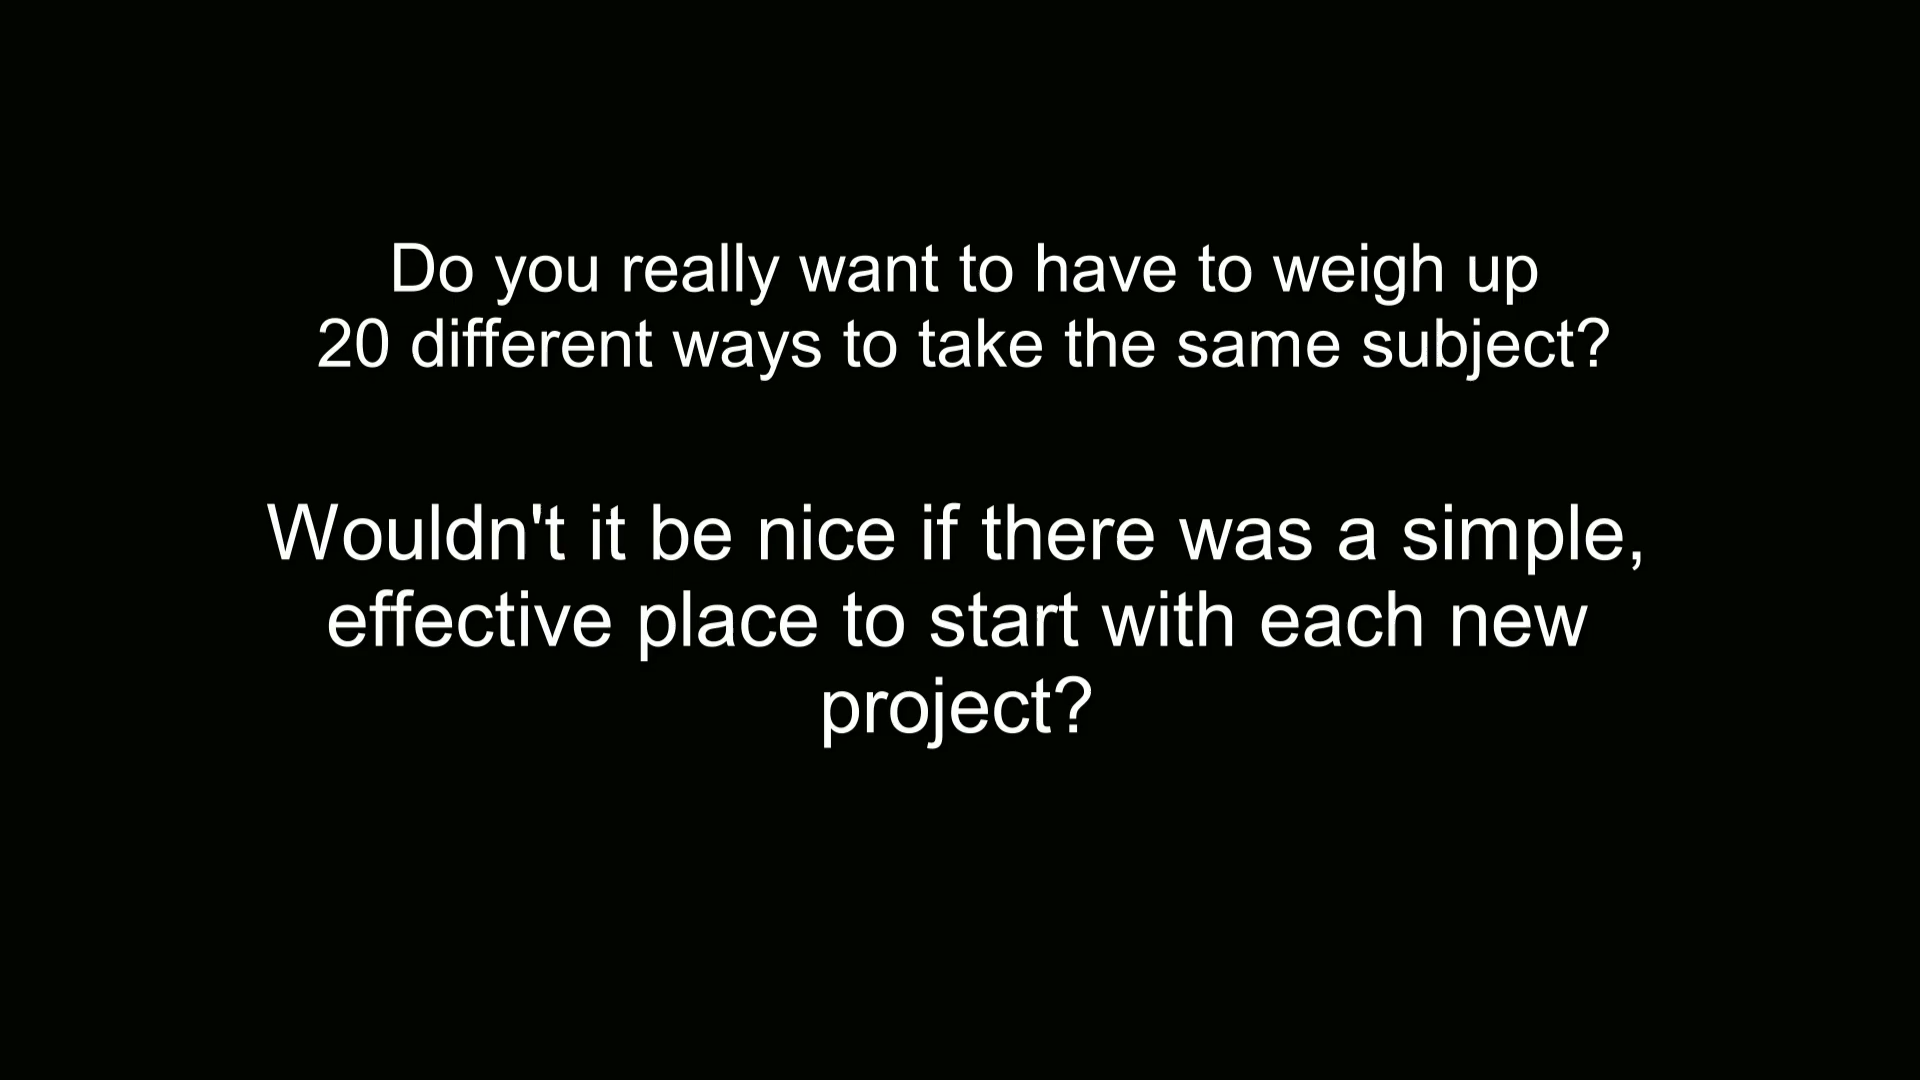 Do you really want to have to weigh up
20 different ways to take the same subject?
Wouldn't it be nice if there was a simple,
effective place to start with each new
project?